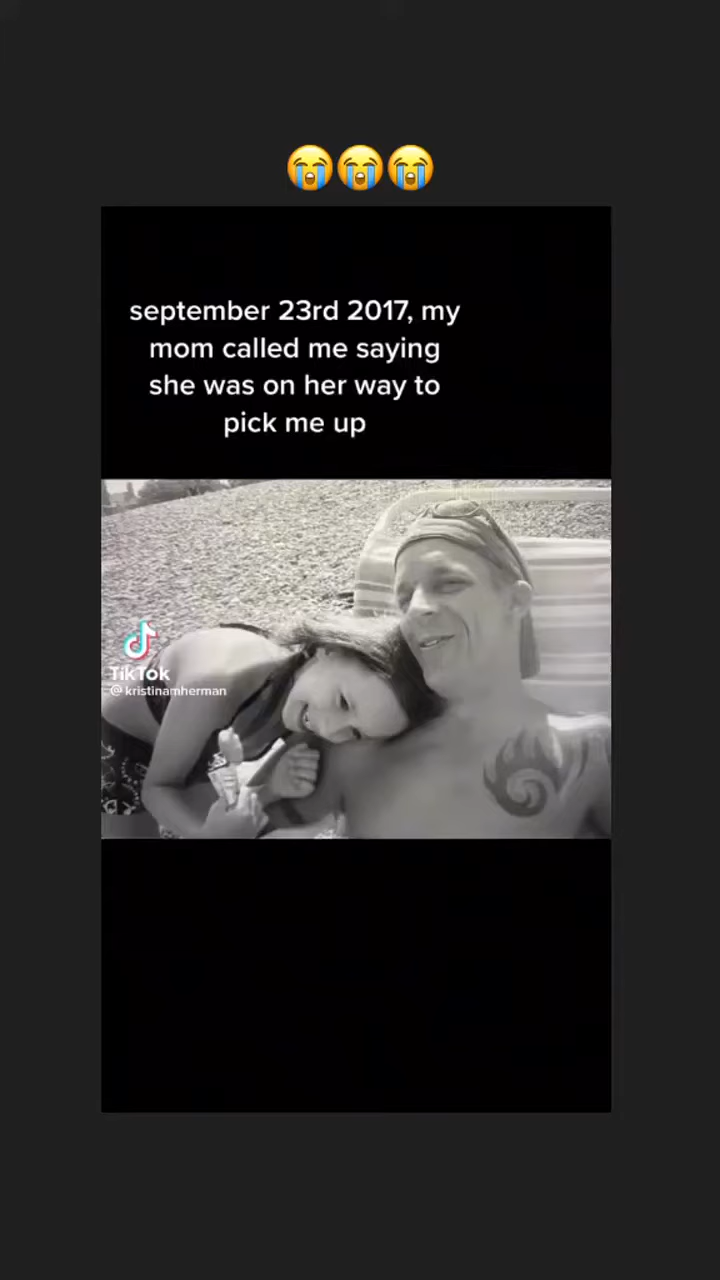 😭😭😭
september 23rd 2017, my
mom called me saying
she was on her way to
pick me up
TikTok
@kristinamherman